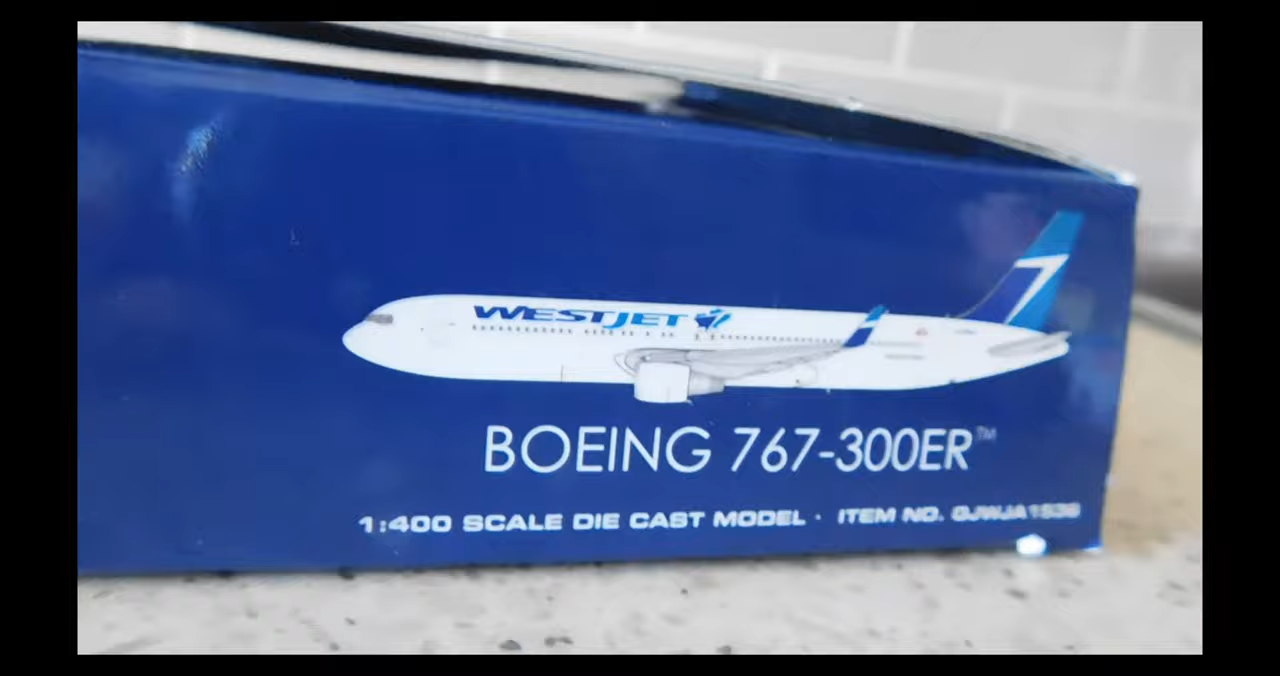 WESTJET
BOEING 767-300ER™
1:400 SCALE DIE CAST MODEL · ITEM NO.